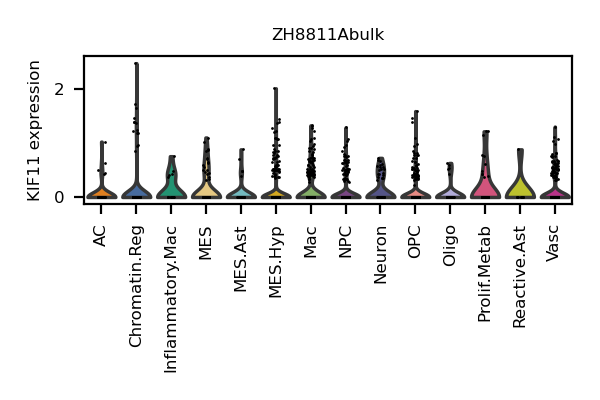 ZH8811Abulk
KIF11 expression
2
0
AC
Chromatin.Reg
Inflammatory.Mac
MES
MES.Ast
MES.Hyp
Mac
NPC
Neuron
OPC
Oligo
Prolif.Metab
Reactive.Ast
Vasc